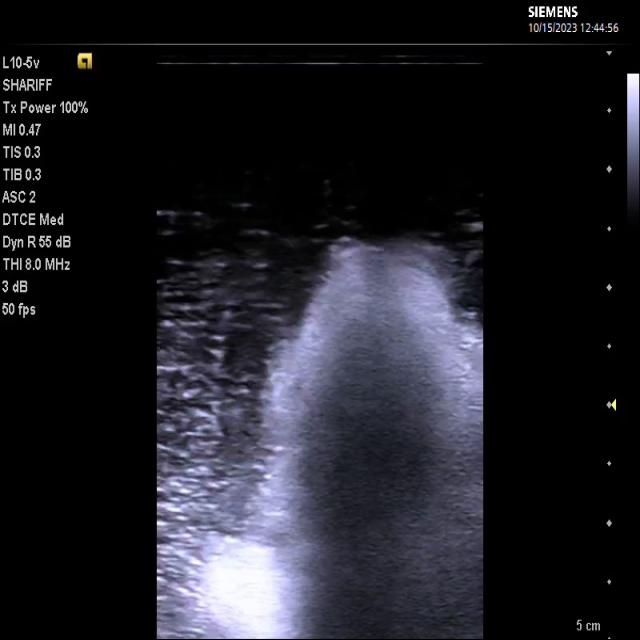 SIEMENS
10/15/2023 12:44:56
L10-5v
SHARIFF
Tx Power 100%
MI 0.47
TIS 0.3
TIB 0.3
ASC 2
DTCE Med
Dyn R 55 dB
THI 8.0 MHz
3 dB
50 fps
5 cm